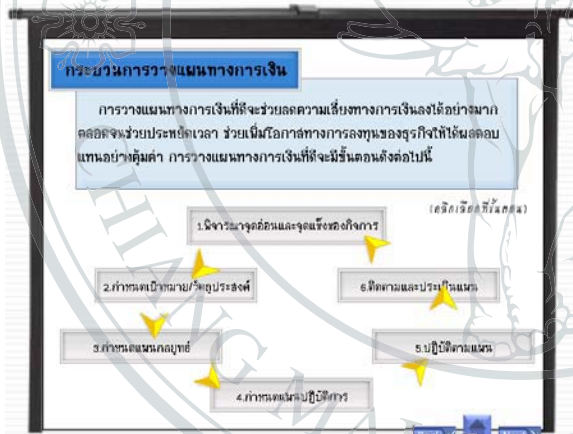 กระบวนการวางแผนทางการเงิน
การวางแผนทางการเงินที่ดีจะช่วยลดความเสี่ยงทางการเงินลงได้อย่างมาก
ตลอดจนช่วยประหยัดเวลา ช่วยเพิ่มโอกาสทางการลงทุนของธุรกิจให้ได้ผลตอบ
แทนอย่างคุ้มค่า การวางแผนทางการเงินที่ดีจะมีขั้นตอนดังต่อไปนี้
(คลิกเลือกที่ขั้นตอน)
1.พิจารณาจุดอ่อนและจุดแข็งของกิจการ
2.กำหนดเป้าหมาย/วัตถุประสงค์
6.ติดตามและประเมินแผน
3.กำหนดแผนกลยุทธ์
5.ปฏิบัติตามแผน
4.กำหนดแผนปฏิบัติการ
CHIANG MA